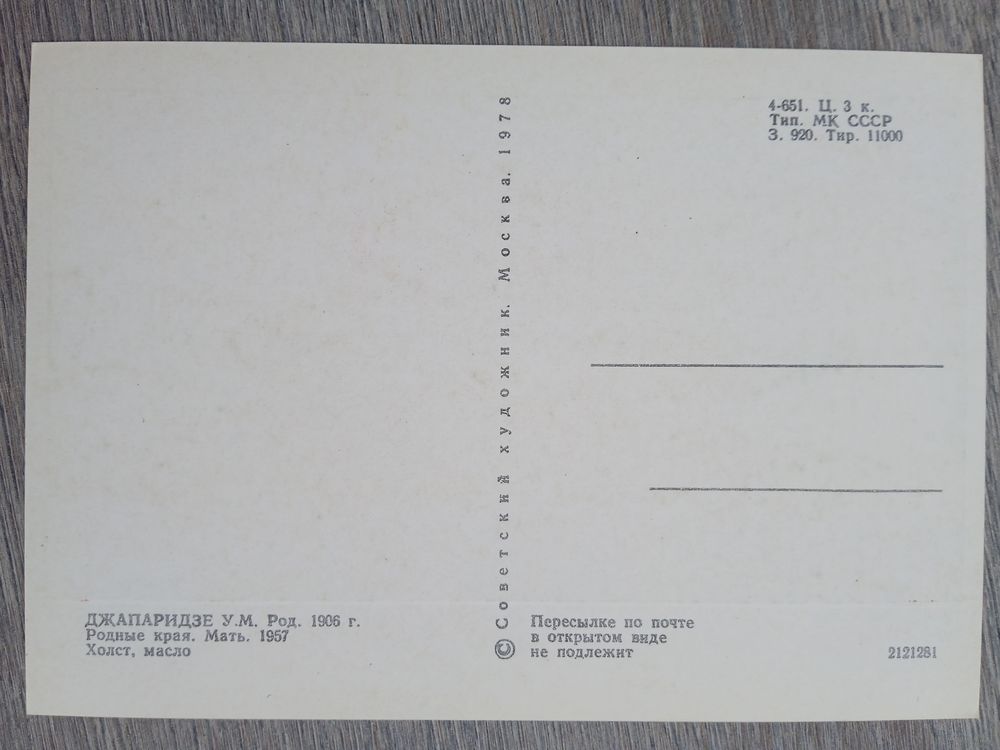 4-651. Ц. 3 к.
Тип. МК СССР
З. 920. Тир. 11000
© Советский художник. Москва. 1978
ДЖАПАРИДЗЕ У.М. Род. 1906 г.
Родные края. Мать. 1957
Холст, масло
Пересылке по почте
в открытом виде
не подлежит
2121281